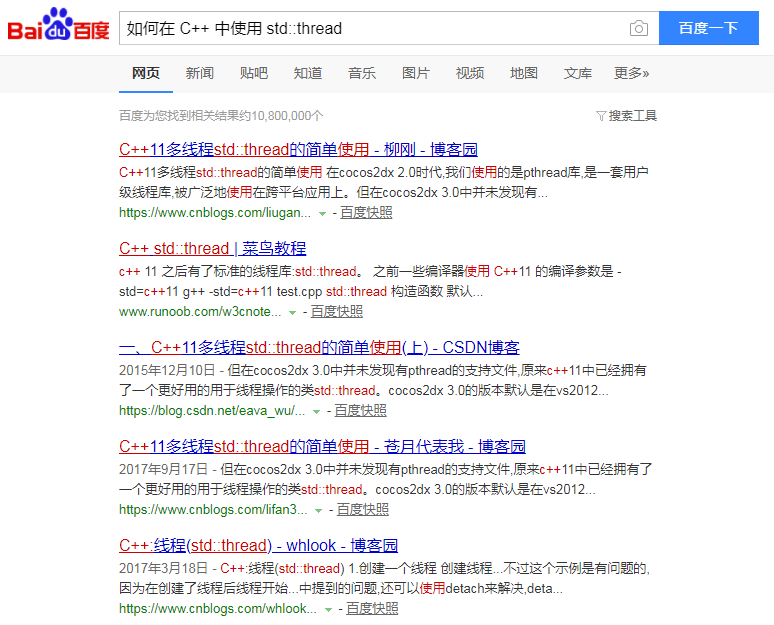 Bai du 百度 如何在 C++ 中使用 std::thread 百度一下
网页 新闻 贴吧 知道 音乐 图片 视频 地图 文库 更多»
百度为您找到相关结果约10,800,000个 搜索工具
C++11多线程std::thread的简单使用 - 柳刚 - 博客园
C++11多线程std::thread的简单使用 在cocos2dx 2.0时代,我们使用的是pthread库,是一套用户
级线程库,被广泛地使用在跨平台应用上。但在cocos2dx 3.0中并未发现有...
https://www.cnblogs.com/liugan... - 百度快照
C++ std::thread | 菜鸟教程
c++ 11 之后有了标准的线程库:std::thread。 之前一些编译器使用 C++11 的编译参数是 -
std=c++11 g++ -std=c++11 test.cpp std::thread 构造函数 默认...
www.runoob.com/w3cnote... - 百度快照
一、C++11多线程std::thread的简单使用(上) - CSDN博客
2015年12月10日 - 但在cocos2dx 3.0中并未发现有pthread的支持文件,原来c++11中已经拥有
了一个更好用的用于线程操作的类std::thread。cocos2dx 3.0的版本默认是在vs2012...
https://blog.csdn.net/eava_wu/... - 百度快照
C++11多线程std::thread的简单使用 - 苍月代表我 - 博客园
2017年9月17日 - 但在cocos2dx 3.0中并未发现有pthread的支持文件,原来c++11中已经拥有了
一个更好用的用于线程操作的类std::thread。cocos2dx 3.0的版本默认是在vs2012...
https://www.cnblogs.com/lifan3... - 百度快照
C++:线程(std::thread) - whlook - 博客园
2017年3月18日 - C++:线程(std::thread) 1.创建一个线程 创建线程...不过这个示例是有问题的,
因为在创建了线程后线程开始...中提到的问题,还可以使用detach来解决,deta...
https://www.cnblogs.com/whlook... - 百度快照